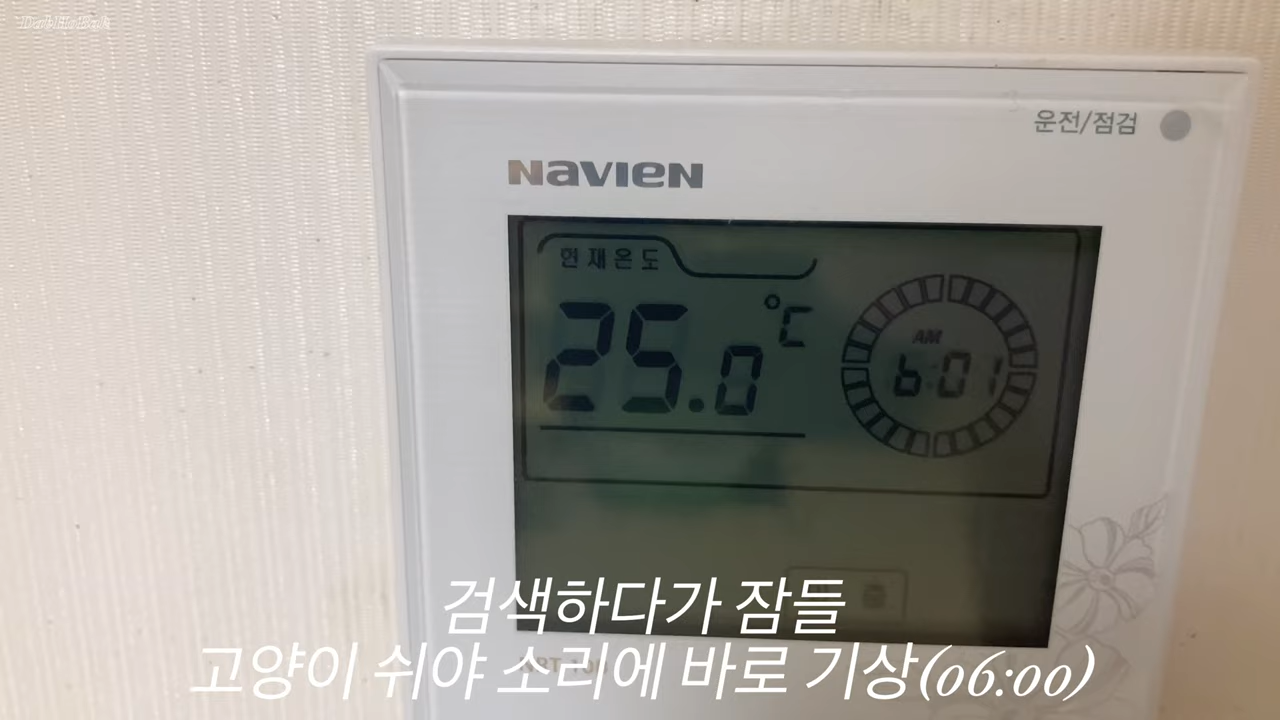 운전/점검
NAVIEN
현재온도
25.0 °C
AM
6:01
검색하다가 잠듦
고양이 쉬야 소리에 바로 기상(06:00)